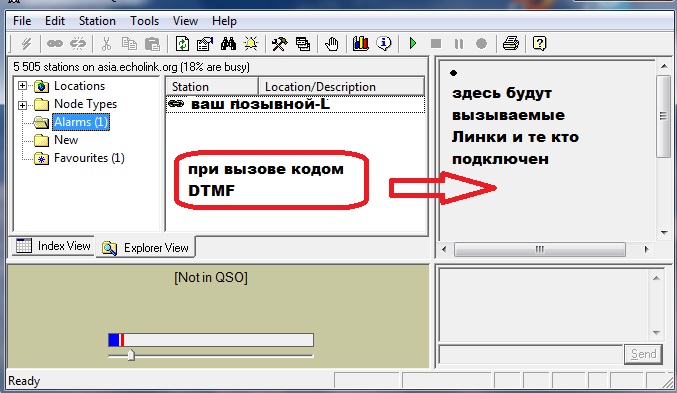 File Edit Station Tools View Help
5 505 stations on asia.echolink.org (18% are busy)
Locations
Node Types
Alarms (1)
New
Favourites (1)
Station Location/Description
ваш позывной-L
при вызове кодом
DTMF
здесь будут
вызываемые
Линки и те кто
подключен
Index View Explorer View
[Not in QSO]
Send
Ready